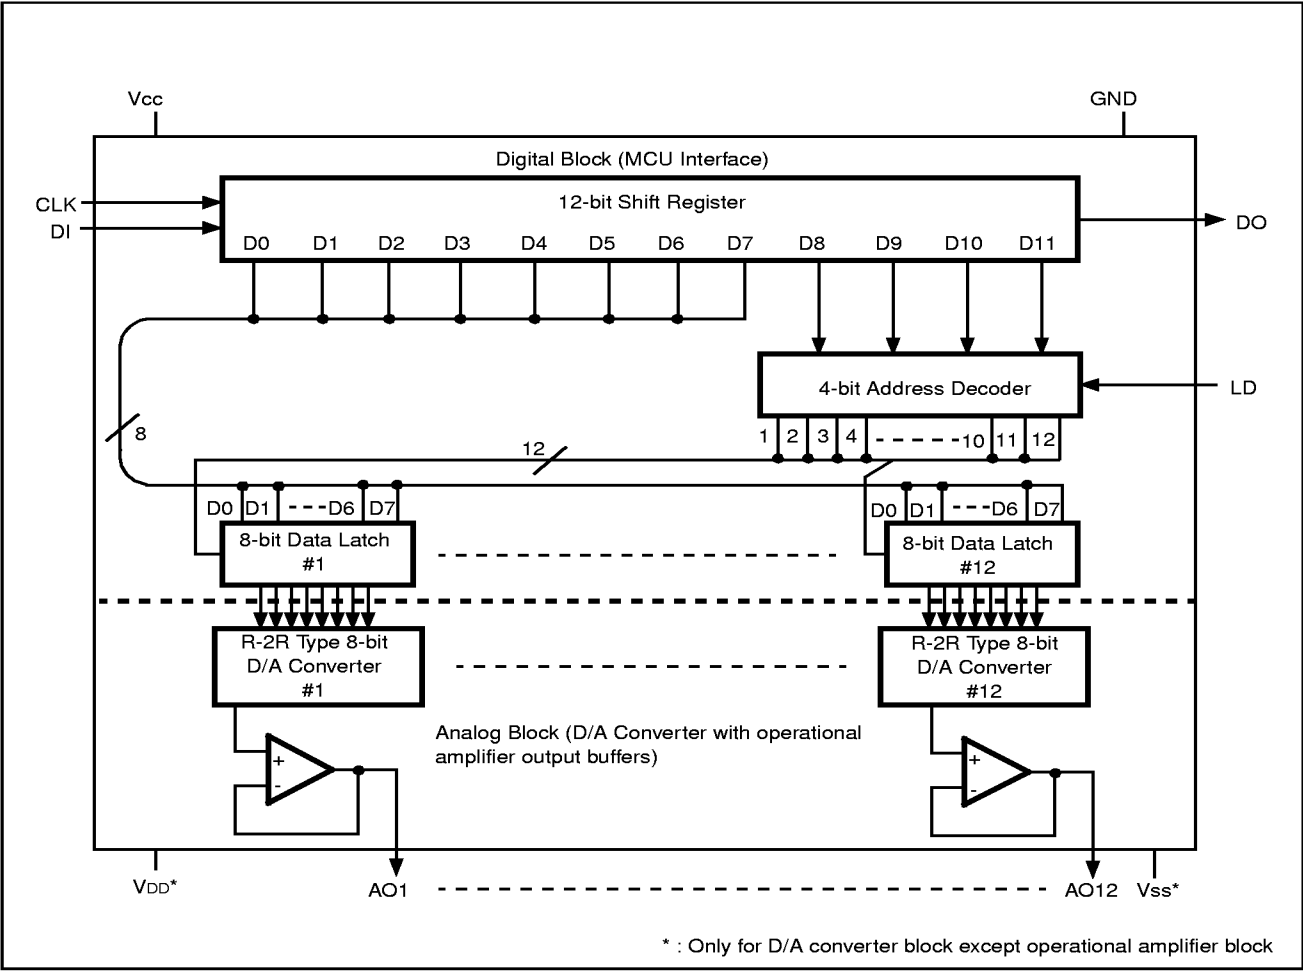 Vcc
GND
Digital Block (MCU Interface)
CLK
DI
12-bit Shift Register
DO
D0 D1 D2 D3 D4 D5 D6 D7 D8 D9 D10 D11
4-bit Address Decoder
LD
8
1 2 3 4 10 11 12
12
D0 D1 D6 D7
D0 D1 D6 D7
8-bit Data Latch
#1
8-bit Data Latch
#12
R-2R Type 8-bit
D/A Converter
#1
R-2R Type 8-bit
D/A Converter
#12
Analog Block (D/A Converter with operational
amplifier output buffers)
+
-
+
-
VDD*
AO1
AO12
Vss*
* : Only for D/A converter block except operational amplifier block